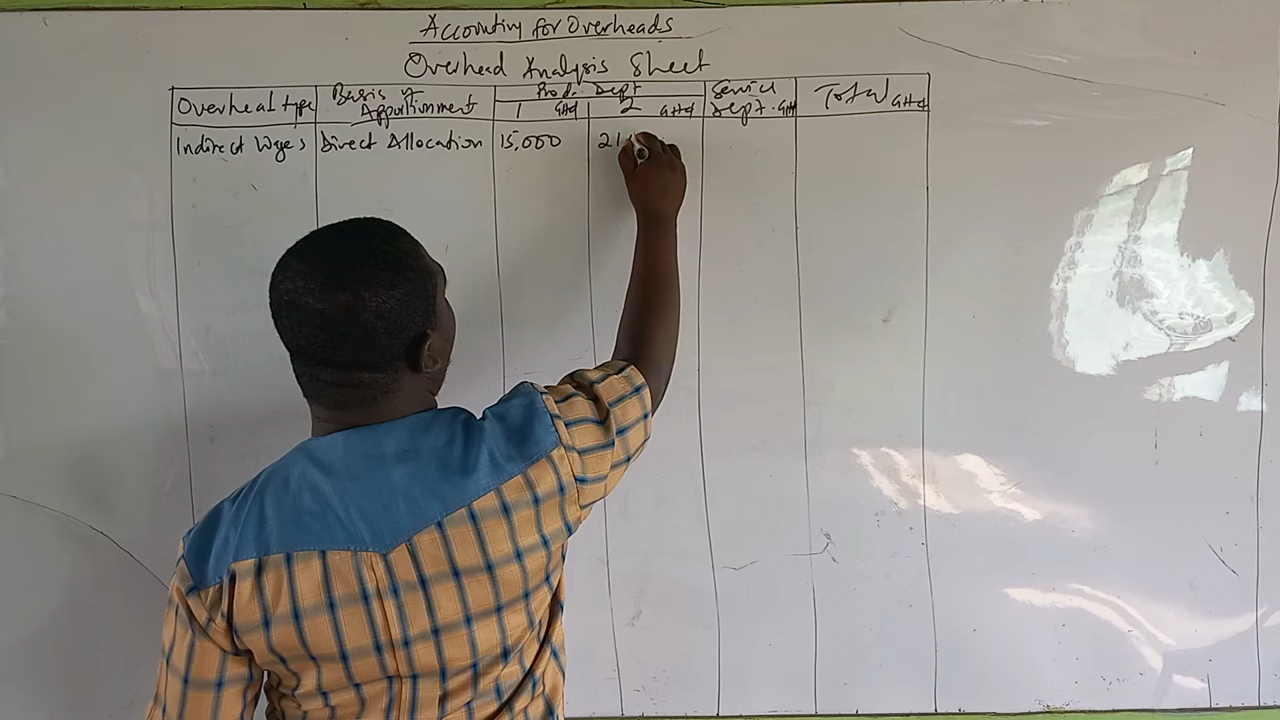 Accounting for Overheads
Overhead Analysis Sheet
Overhead type Basis of Apportionment Prod. Dept Service Dept. GH¢ Total GH¢
1 GH¢ 2 GH¢
Indirect Wages Direct Allocation 15,000 21